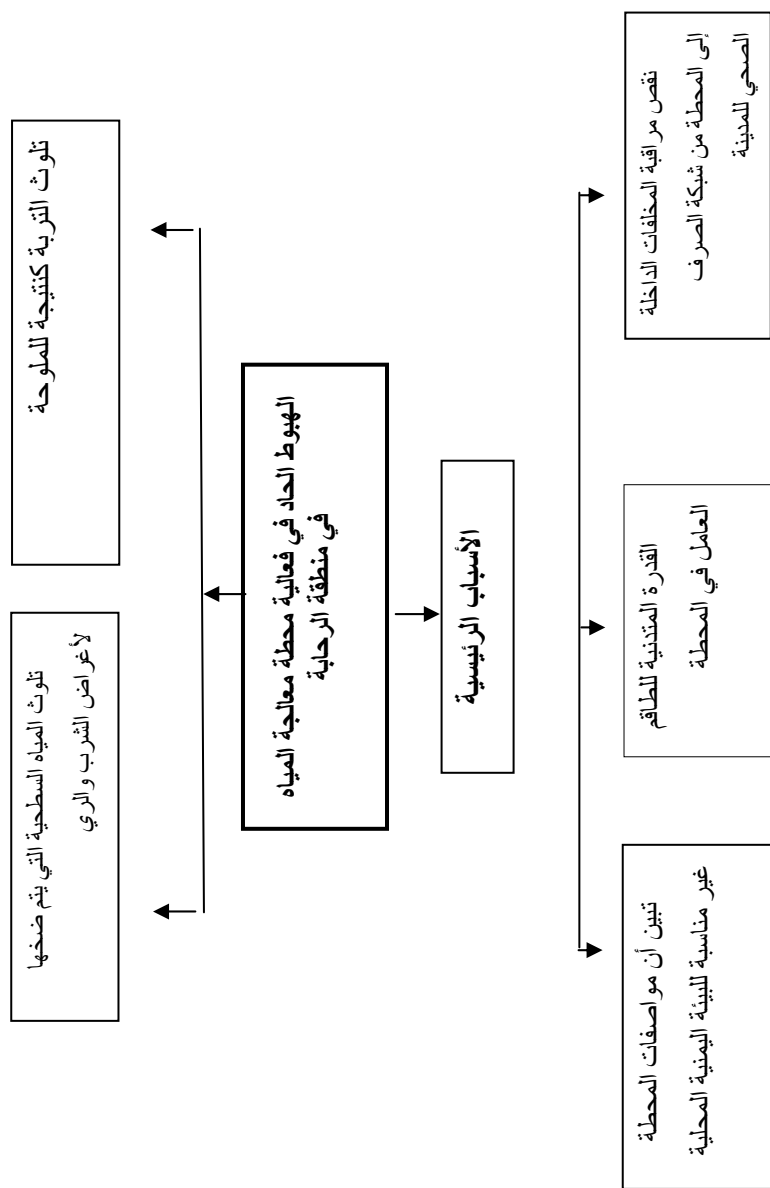 تلوث التربة كنتيجة للملوحة
تلوث المياه السطحية التي يتم ضخها
لأغراض الشرب والري
الهبوط الحاد في فعالية محطة معالجة المياه
في منطقة الرحابة
الأسباب الرئيسية
نقص مراقبة المخلفات الداخلة
إلى المحطة من شبكة الصرف
الصحي للمدينة
القدرة المتدنية للطاقم
العامل في المحطة
تبين أن مواصفات المحطة
غير مناسبة للبيئة اليمنية المحلية